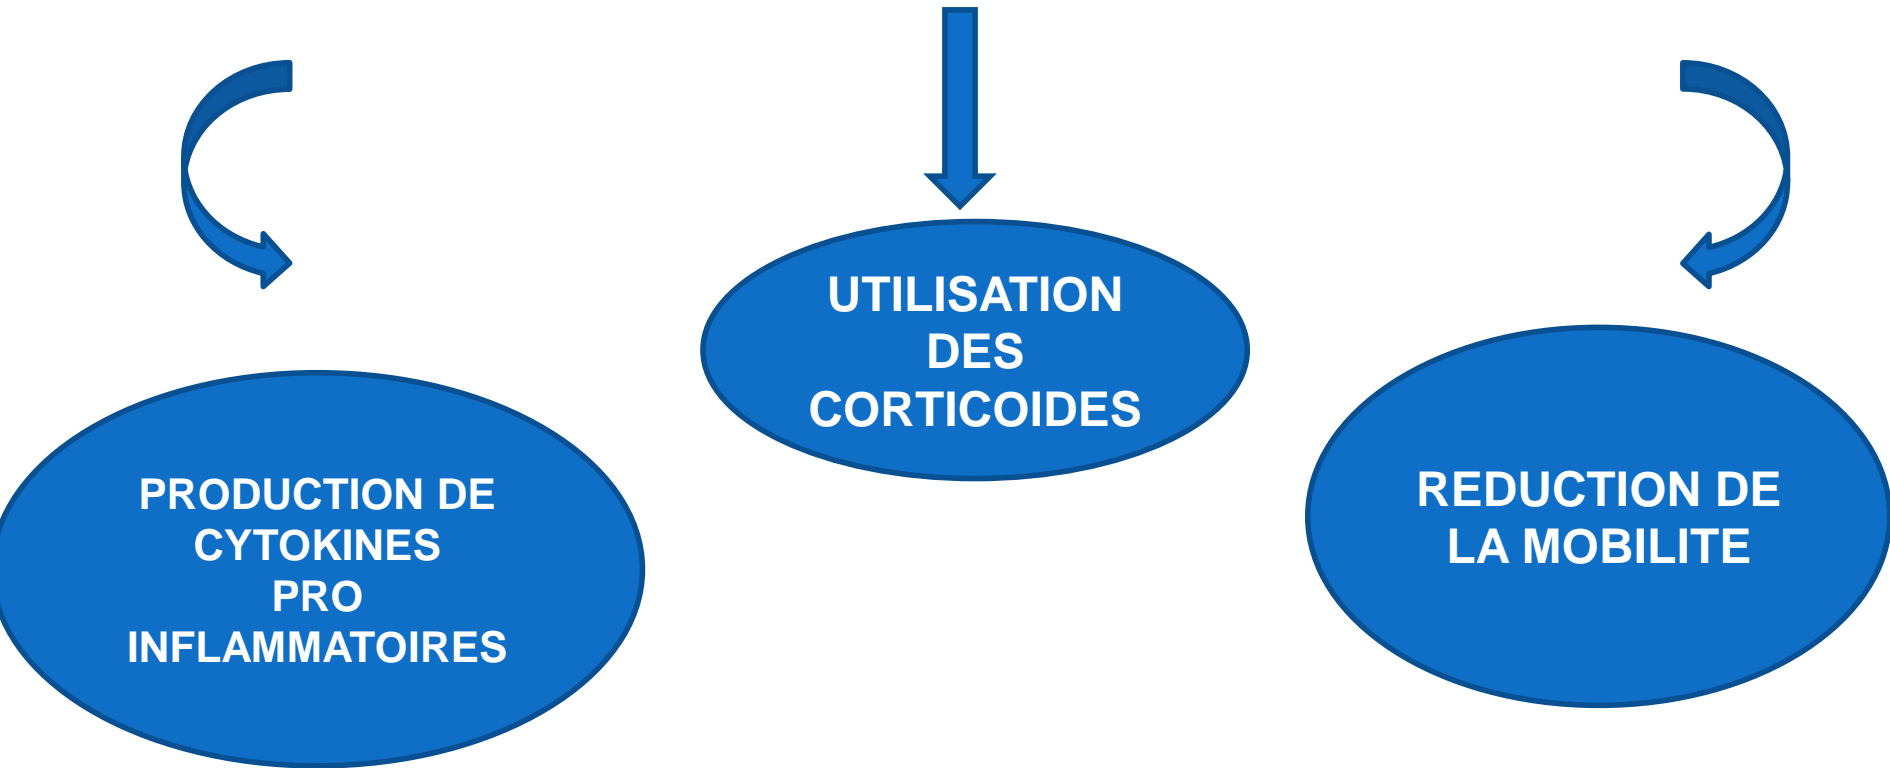 UTILISATION
DES
CORTICOIDES
PRODUCTION DE
CYTOKINES
PRO
INFLAMMATOIRES
REDUCTION DE
LA MOBILITE